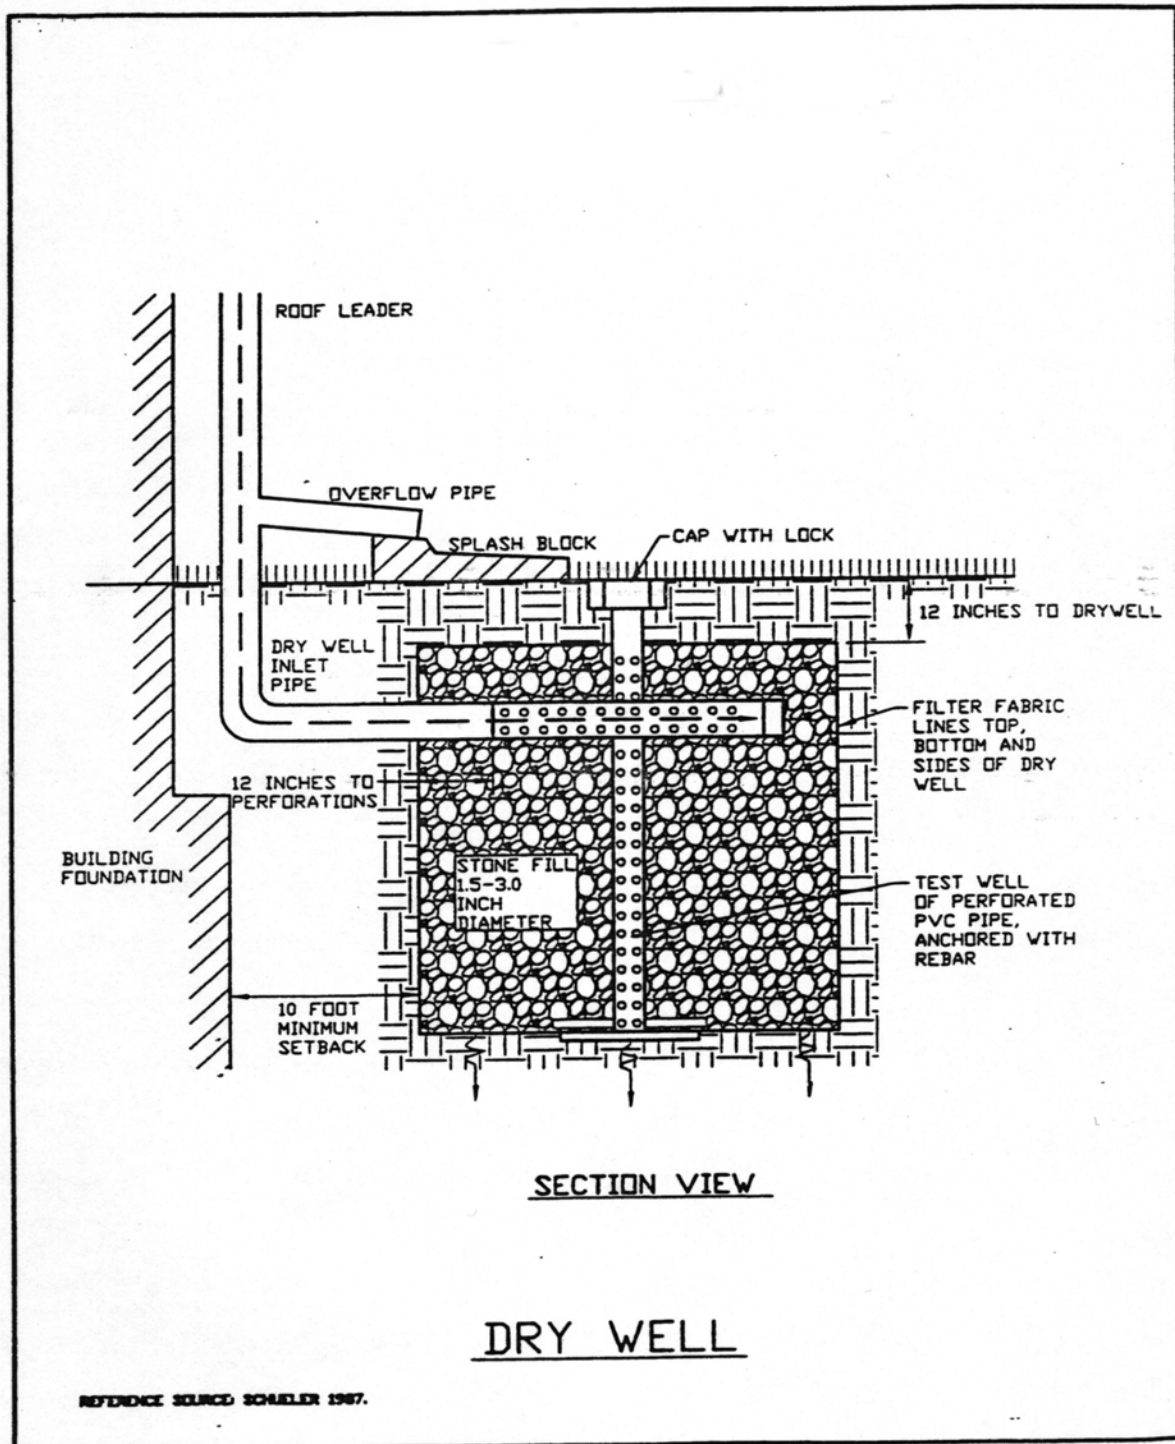 ROOF LEADER
OVERFLOW PIPE
SPLASH BLOCK
CAP WITH LOCK
12 INCHES TO DRYWELL
DRY WELL
INLET
PIPE
FILTER FABRIC
LINES TOP,
BOTTOM AND
SIDES OF DRY
WELL
12 INCHES TO
PERFORATIONS
BUILDING
FOUNDATION
STONE FILL
1.5-3.0
INCH
DIAMETER
TEST WELL
OF PERFORATED
PVC PIPE,
ANCHORED WITH
REBAR
10 FOOT
MINIMUM
SETBACK
SECTION VIEW
DRY WELL
REFERENCE SOURCE: SCHUELER 1987.